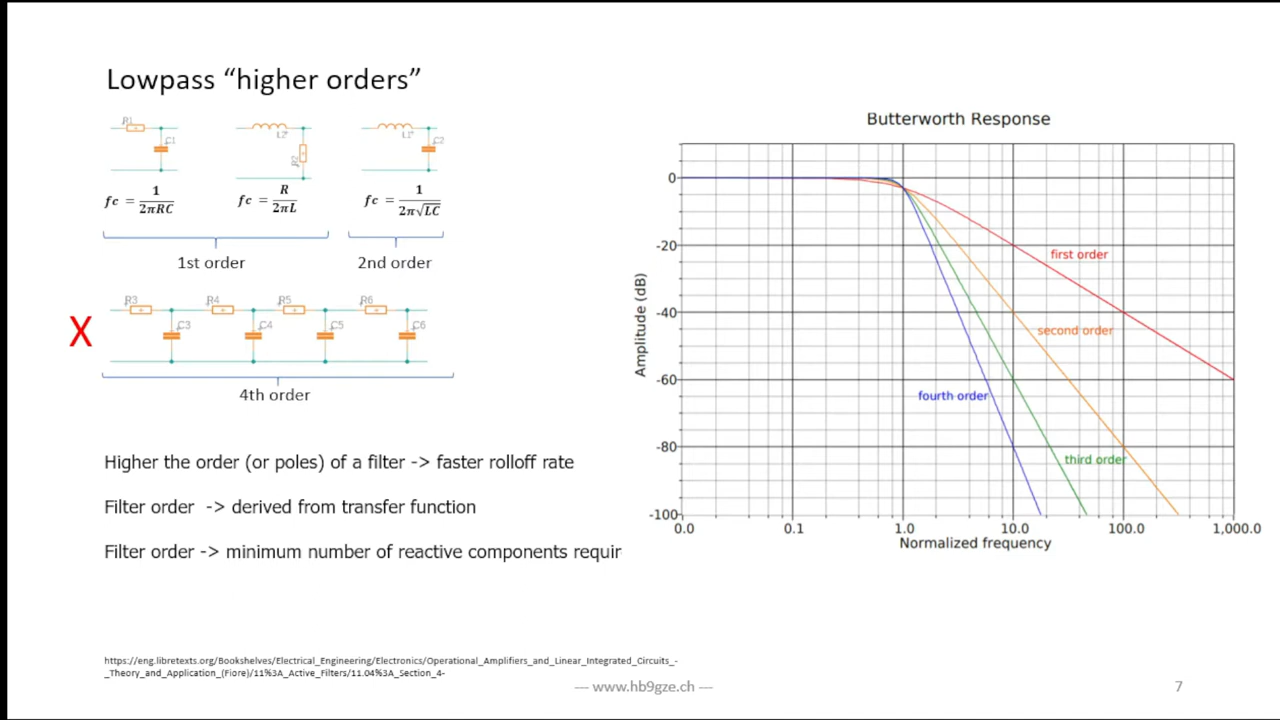 Lowpass “higher orders”
R1
C1
L2
R2
L1
C2
fc = 1/2πRC
fc = R/2πL
fc = 1/2π√LC
1st order
2nd order
X
R3
R4
R5
R6
C3
C4
C5
C6
4th order
Higher the order (or poles) of a filter -> faster rolloff rate
Filter order -> derived from transfer function
Filter order -> minimum number of reactive components requir
Butterworth Response
Amplitude (dB)
0
-20
-40
-60
-80
-100
first order
second order
fourth order
third order
0.0 0.1 1.0 10.0 100.0 1,000.0
Normalized frequency
https://eng.libretexts.org/Bookshelves/Electrical_Engineering/Electronics/Operational_Amplifiers_and_Linear_Integrated_Circuits_-
_Theory_and_Application_(Fiore)/11%3A_Active_Filters/11.04%3A_Section_4-
— www.hb9gze.ch —
7